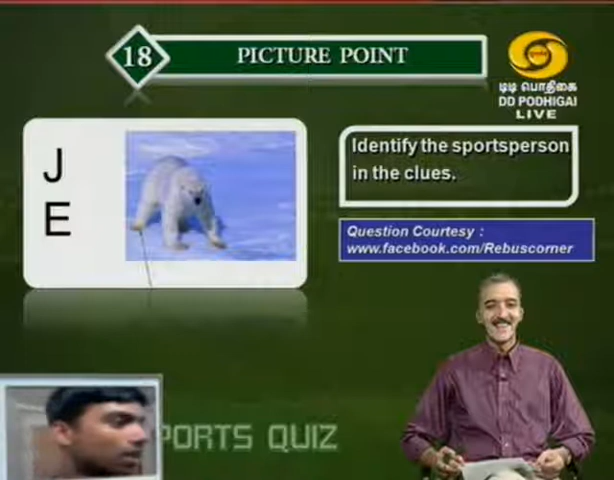 18
PICTURE POINT
டிடி பொதிகை
DD PODHIGAI
LIVE
J
E
Identify the sportsperson
in the clues.
Question Courtesy :
www.facebook.com/Rebuscorner
PORTS QUIZ